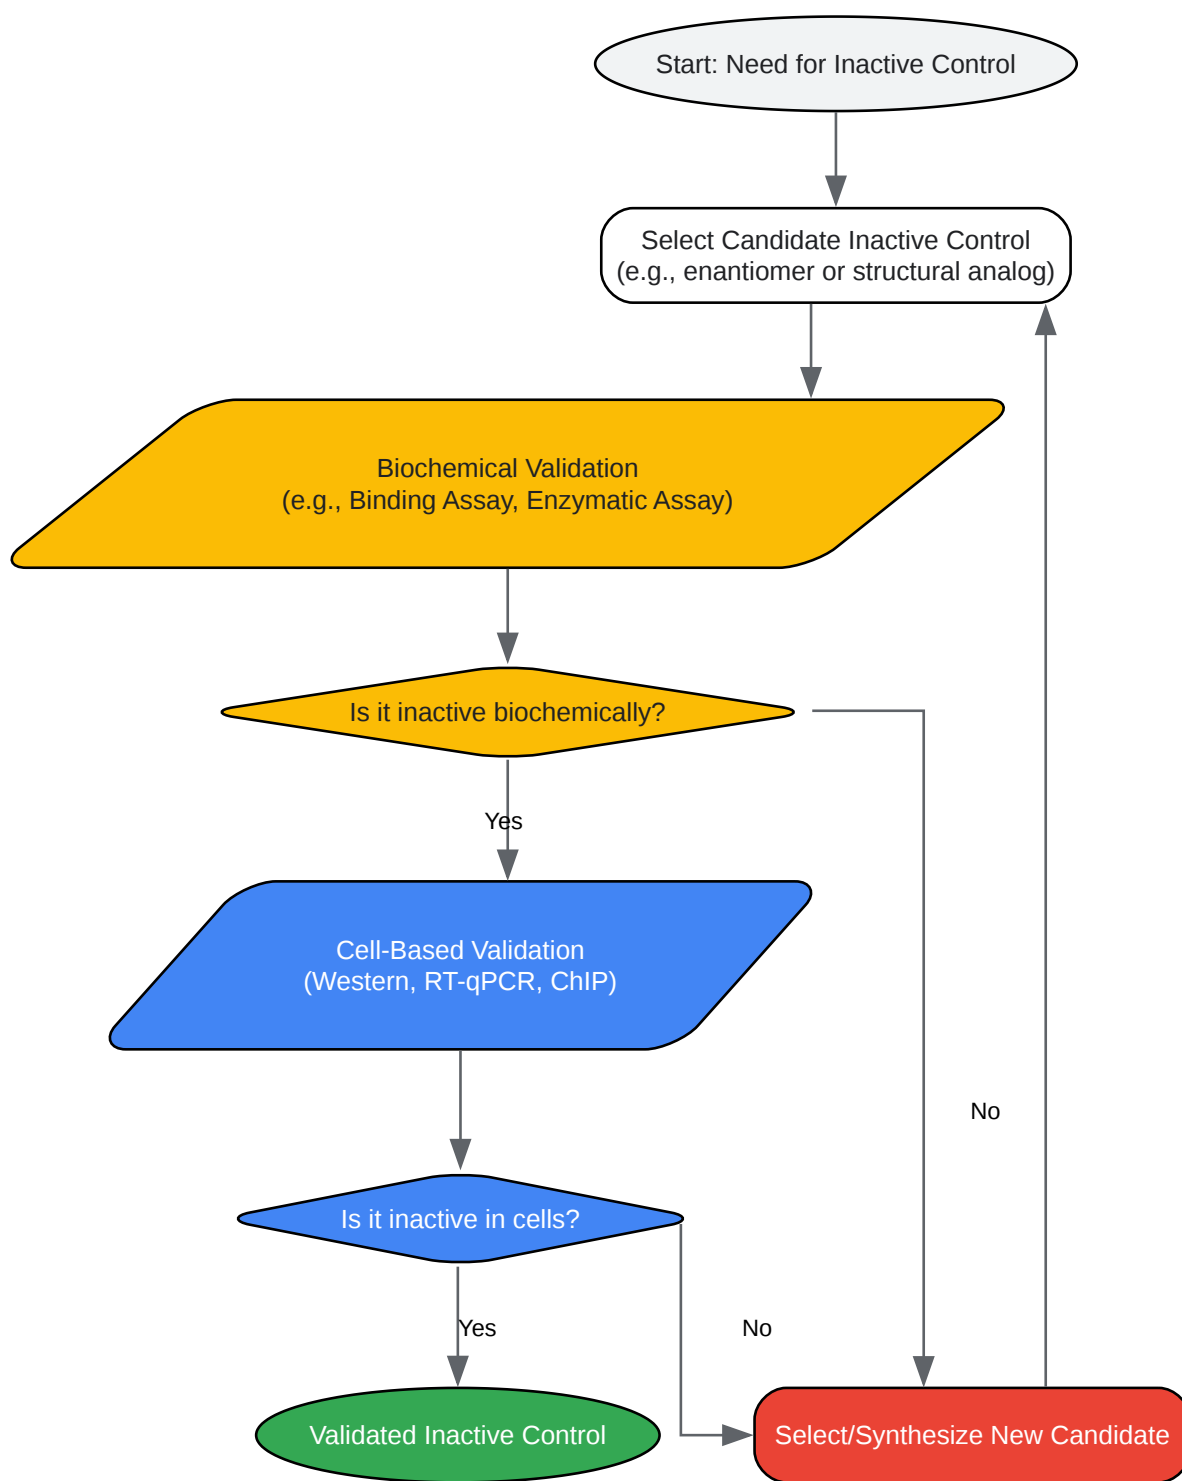 Start: Need for Inactive Control
Select Candidate Inactive Control
(e.g., enantiomer or structural analog)
Biochemical Validation
(e.g., Binding Assay, Enzymatic Assay)
Is it inactive biochemically?
Yes
Cell-Based Validation
(Western, RT-qPCR, ChIP)
No
Is it inactive in cells?
Yes
No
Validated Inactive Control
Select/Synthesize New Candidate